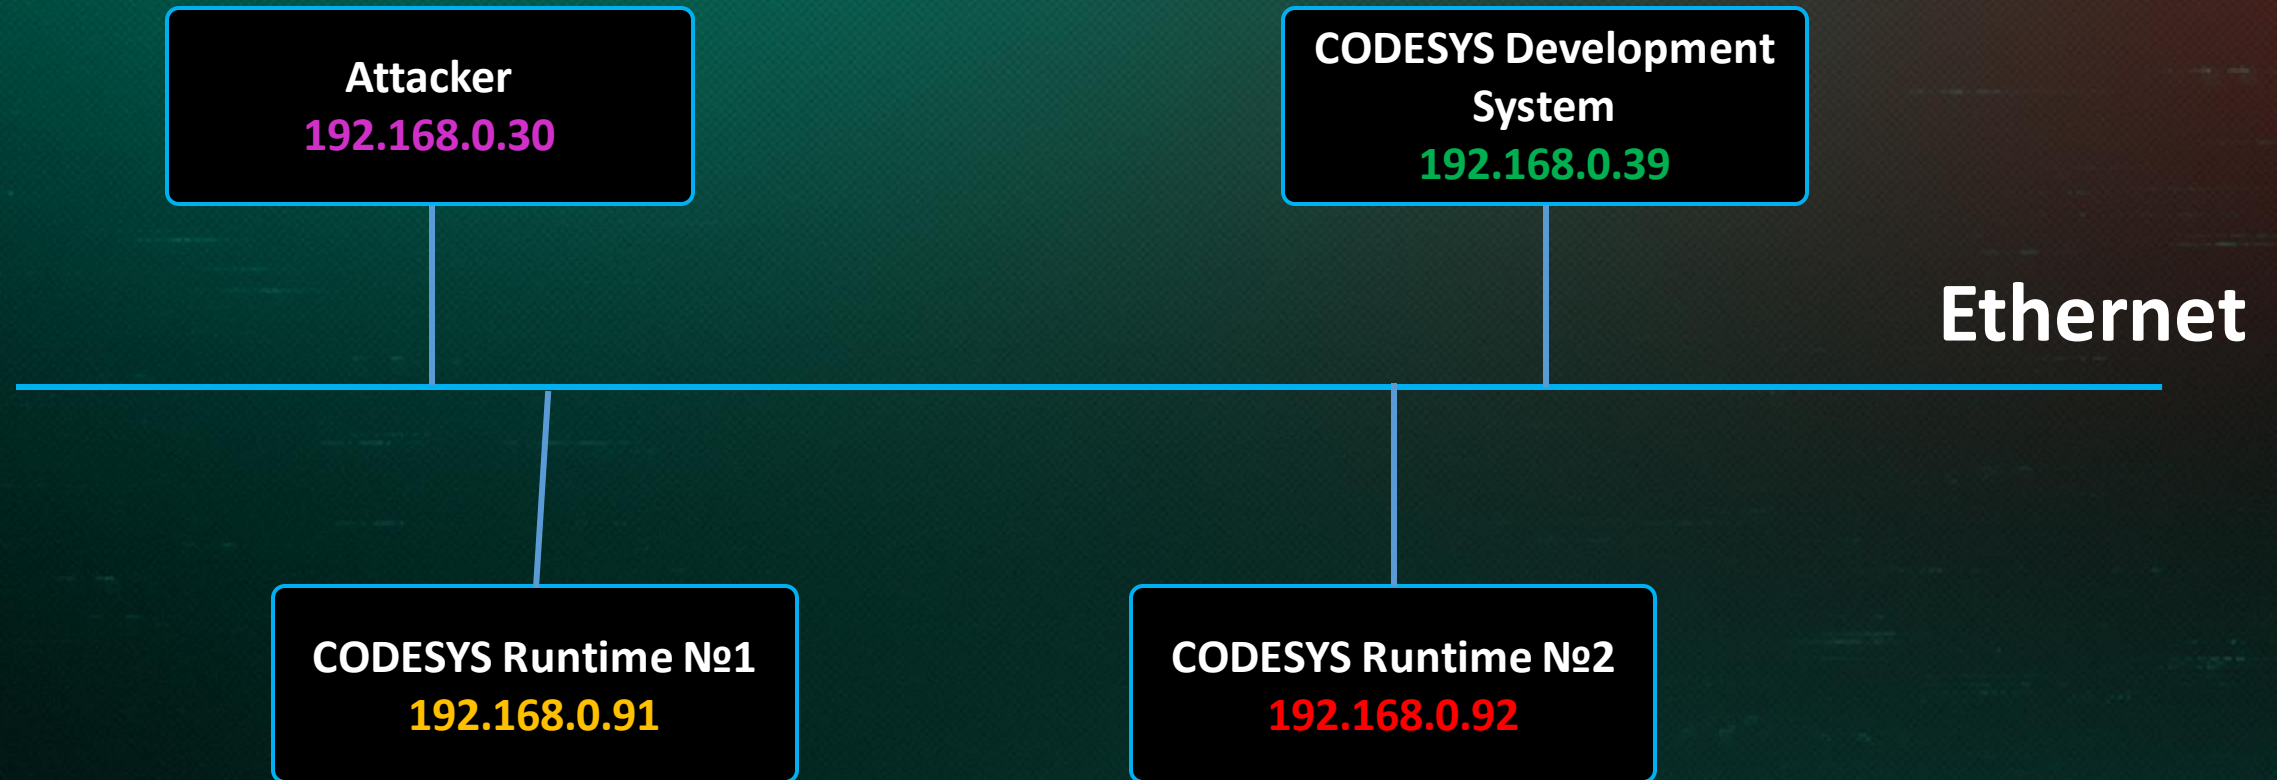 Attacker
192.168.0.30
CODESYS Development
System
192.168.0.39
Ethernet
CODESYS Runtime №1
192.168.0.91
CODESYS Runtime №2
192.168.0.92